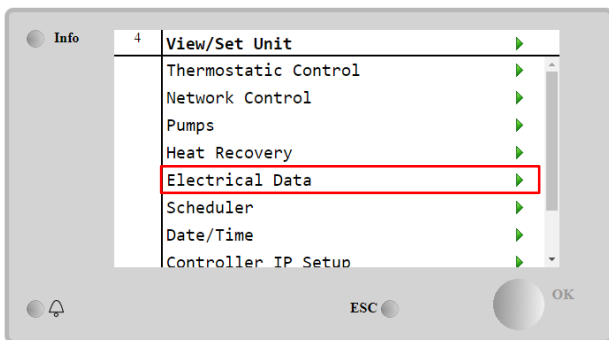 Info
4 View/Set Unit
Thermostatic Control
Network Control
Pumps
Heat Recovery
Electrical Data
Scheduler
Date/Time
Controller IP Setup
ESC
OK